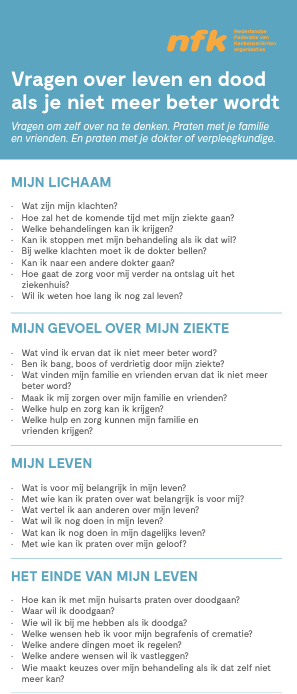 nfk
Nederlandse
Federatie van
Kankerpatiënten
organisaties
Vragen over leven en dood
als je niet meer beter wordt
Vragen om zelf over na te denken. Praten met je familie
en vrienden. En praten met je dokter of verpleegkundige.
MIJN LICHAAM
· Wat zijn mijn klachten?
· Hoe zal het de komende tijd met mijn ziekte gaan?
· Welke behandelingen kan ik krijgen?
· Kan ik stoppen met mijn behandeling als ik dat wil?
· Bij welke klachten moet ik de dokter bellen?
· Kan ik naar een andere dokter gaan?
· Hoe gaat de zorg voor mij verder na ontslag uit het
ziekenhuis?
· Wil ik weten hoe lang ik nog zal leven?
MIJN GEVOEL OVER MIJN ZIEKTE
· Wat vind ik ervan dat ik niet meer beter word?
· Ben ik bang, boos of verdrietig door mijn ziekte?
· Wat vinden mijn familie en vrienden ervan dat ik niet meer
beter word?
· Maak ik mij zorgen over mijn familie en vrienden?
· Welke hulp en zorg kan ik krijgen?
· Welke hulp en zorg kunnen mijn familie en
vrienden krijgen?
MIJN LEVEN
· Wat is voor mij belangrijk in mijn leven?
· Met wie kan ik praten over wat belangrijk is voor mij?
· Wat vertel ik aan anderen over mijn leven?
· Wat wil ik nog doen in mijn leven?
· Wat kan ik nog doen in mijn dagelijks leven?
· Met wie kan ik praten over mijn geloof?
HET EINDE VAN MIJN LEVEN
· Hoe kan ik met mijn huisarts praten over doodgaan?
· Waar wil ik doodgaan?
· Wie wil ik bij me hebben als ik doodga?
· Welke wensen heb ik voor mijn begrafenis of crematie?
· Welke andere dingen moet ik regelen?
· Welke andere wensen wil ik vastleggen?
· Wie maakt keuzes over mijn behandeling als ik dat zelf niet
meer kan?